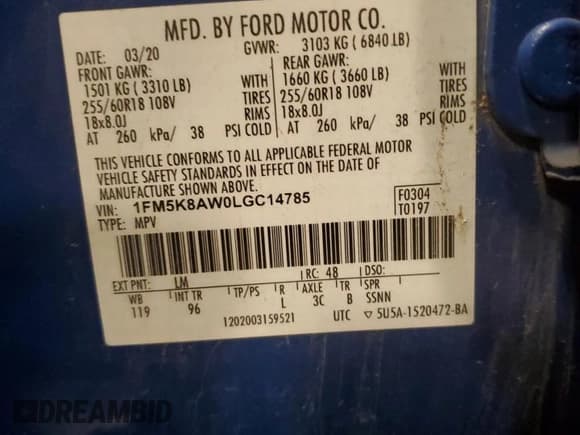 MFD. BY FORD MOTOR CO.
DATE: 03/20 GVWR: 3103 KG ( 6840 LB)
FRONT GAWR: REAR GAWR:
1501 KG ( 3310 LB) WITH 1660 KG ( 3660 LB) WITH
255/60R18 108V TIRES 255/60R18 108V TIRES
18x8.0J RIMS 18x8.0J RIMS
AT 260 kPa/ 38 PSI COLD AT 260 kPa/ 38 PSI COLD
THIS VEHICLE CONFORMS TO ALL APPLICABLE FEDERAL MOTOR
VEHICLE SAFETY STANDARDS IN EFFECT ON THE DATE OF
MANUFACTURE SHOWN ABOVE.
VIN: 1FM5K8AW0LGC14785 F0304
TYPE: MPV T0197
EXT PNT: LM RC: 48 DSO:
WB INT TR TP/PS R AXLE TR SPR
119 96 L 3C B SSNN
1202003159521 UTC ▽ 5U5A-1520472-BA
DREAMBID